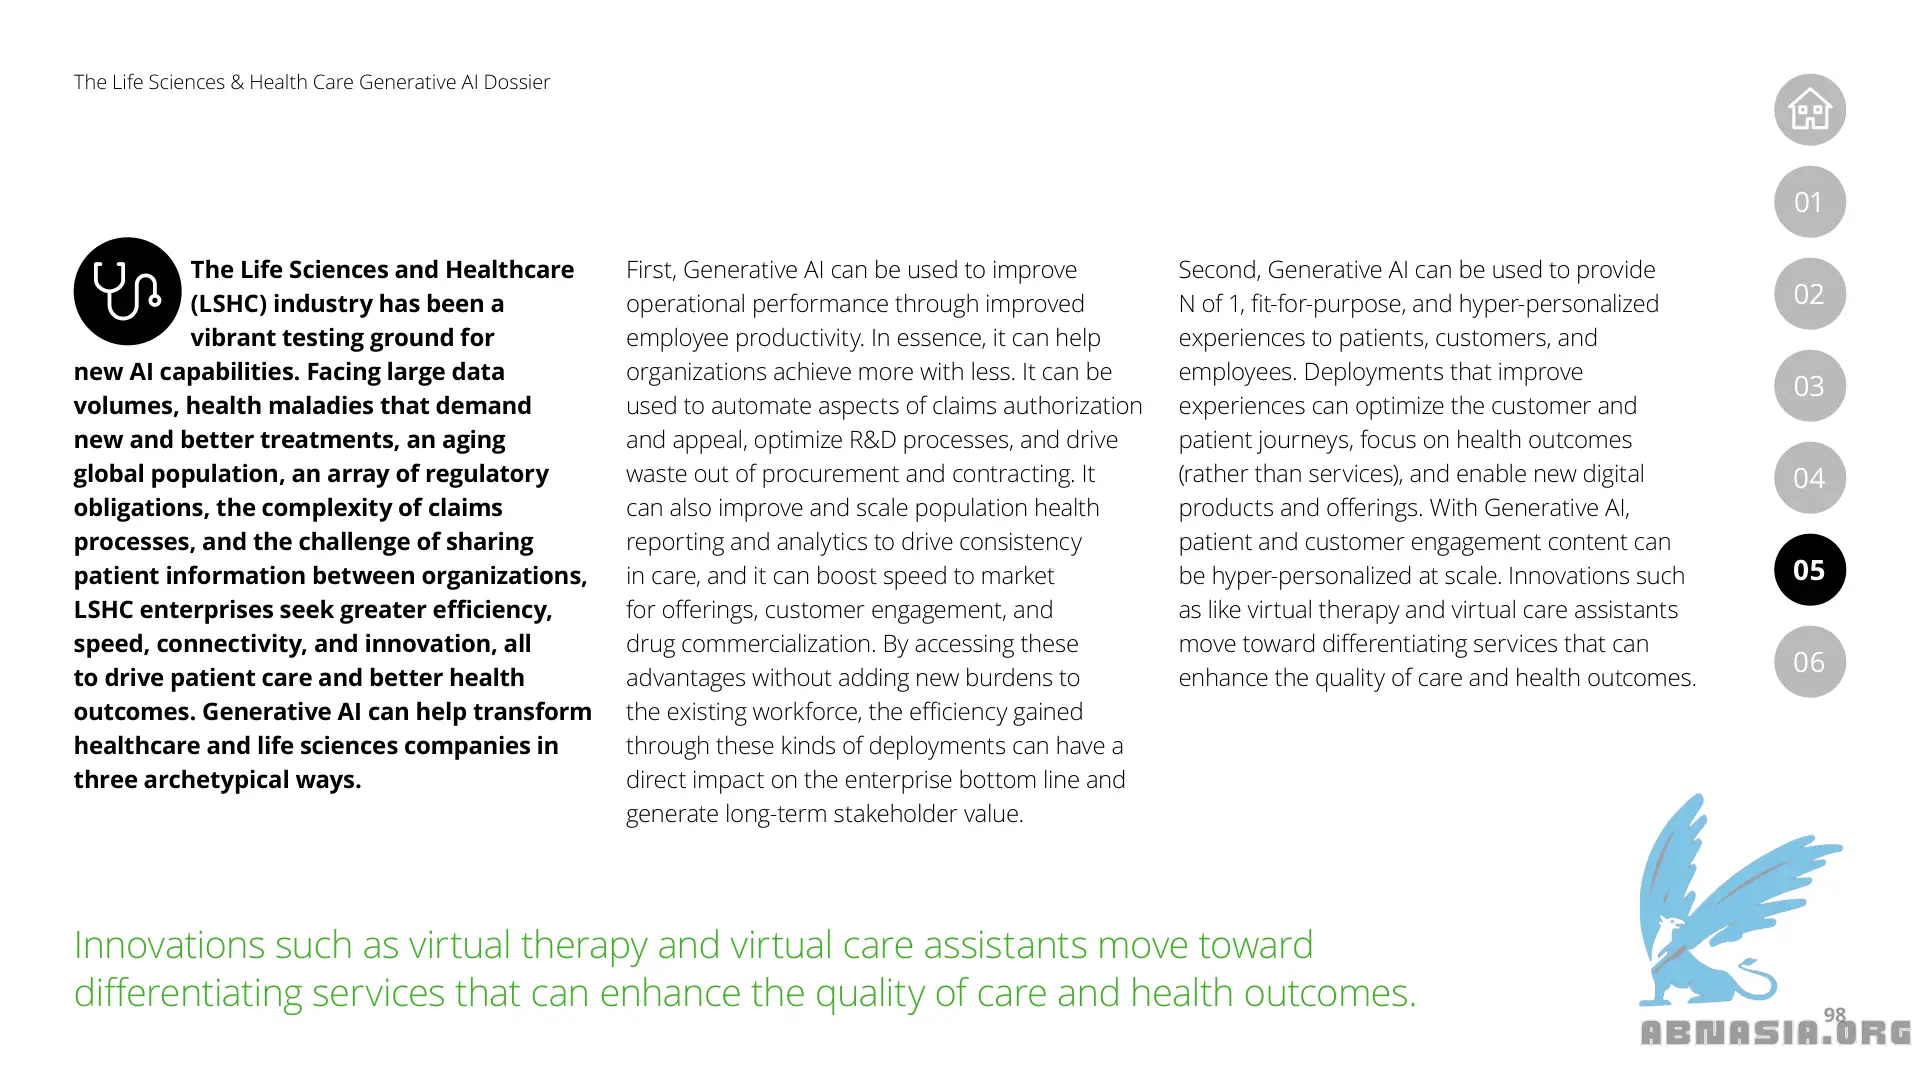 The Life Sciences & Health Care Generative AI Dossier
The Life Sciences and Healthcare
(LSHC) industry has been a
vibrant testing ground for
new AI capabilities. Facing large data
volumes, health maladies that demand
new and better treatments, an aging
global population, an array of regulatory
obligations, the complexity of claims
processes, and the challenge of sharing
patient information between organizations,
LSHC enterprises seek greater efficiency,
speed, connectivity, and innovation, all
to drive patient care and better health
outcomes. Generative AI can help transform
healthcare and life sciences companies in
three archetypical ways.
First, Generative AI can be used to improve
operational performance through improved
employee productivity. In essence, it can help
organizations achieve more with less. It can be
used to automate aspects of claims authorization
and appeal, optimize R&D processes, and drive
waste out of procurement and contracting. It
can also improve and scale population health
reporting and analytics to drive consistency
in care, and it can boost speed to market
for offerings, customer engagement, and
drug commercialization. By accessing these
advantages without adding new burdens to
the existing workforce, the efficiency gained
through these kinds of deployments can have a
direct impact on the enterprise bottom line and
generate long-term stakeholder value.
Second, Generative AI can be used to provide
N of 1, fit-for-purpose, and hyper-personalized
experiences to patients, customers, and
employees. Deployments that improve
experiences can optimize the customer and
patient journeys, focus on health outcomes
(rather than services), and enable new digital
products and offerings. With Generative AI,
patient and customer engagement content can
be hyper-personalized at scale. Innovations such
as like virtual therapy and virtual care assistants
move toward differentiating services that can
enhance the quality of care and health outcomes.
Innovations such as virtual therapy and virtual care assistants move toward
differentiating services that can enhance the quality of care and health outcomes.
01
02
03
04
05
06
98
ABNASIA.ORG